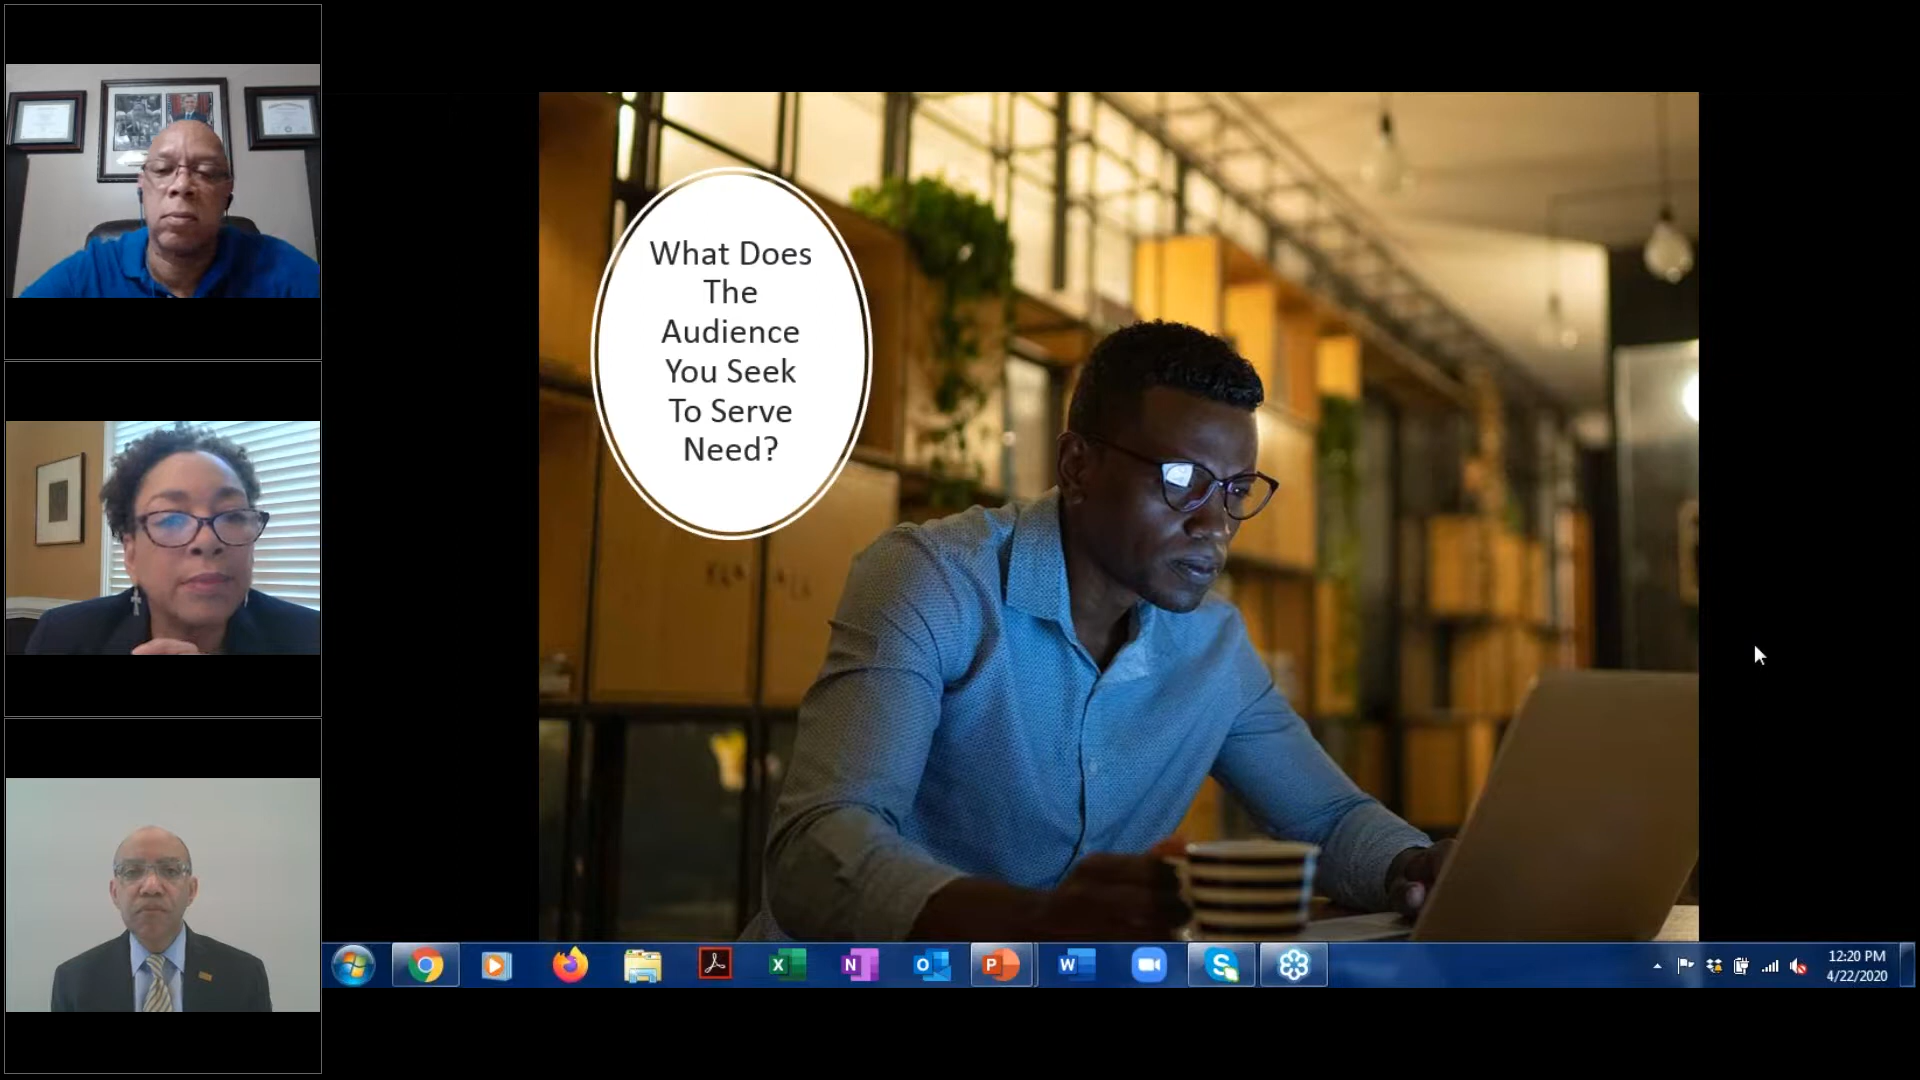 What Does
The
Audience
You Seek
To Serve
Need?
12:20 PM
4/22/2020